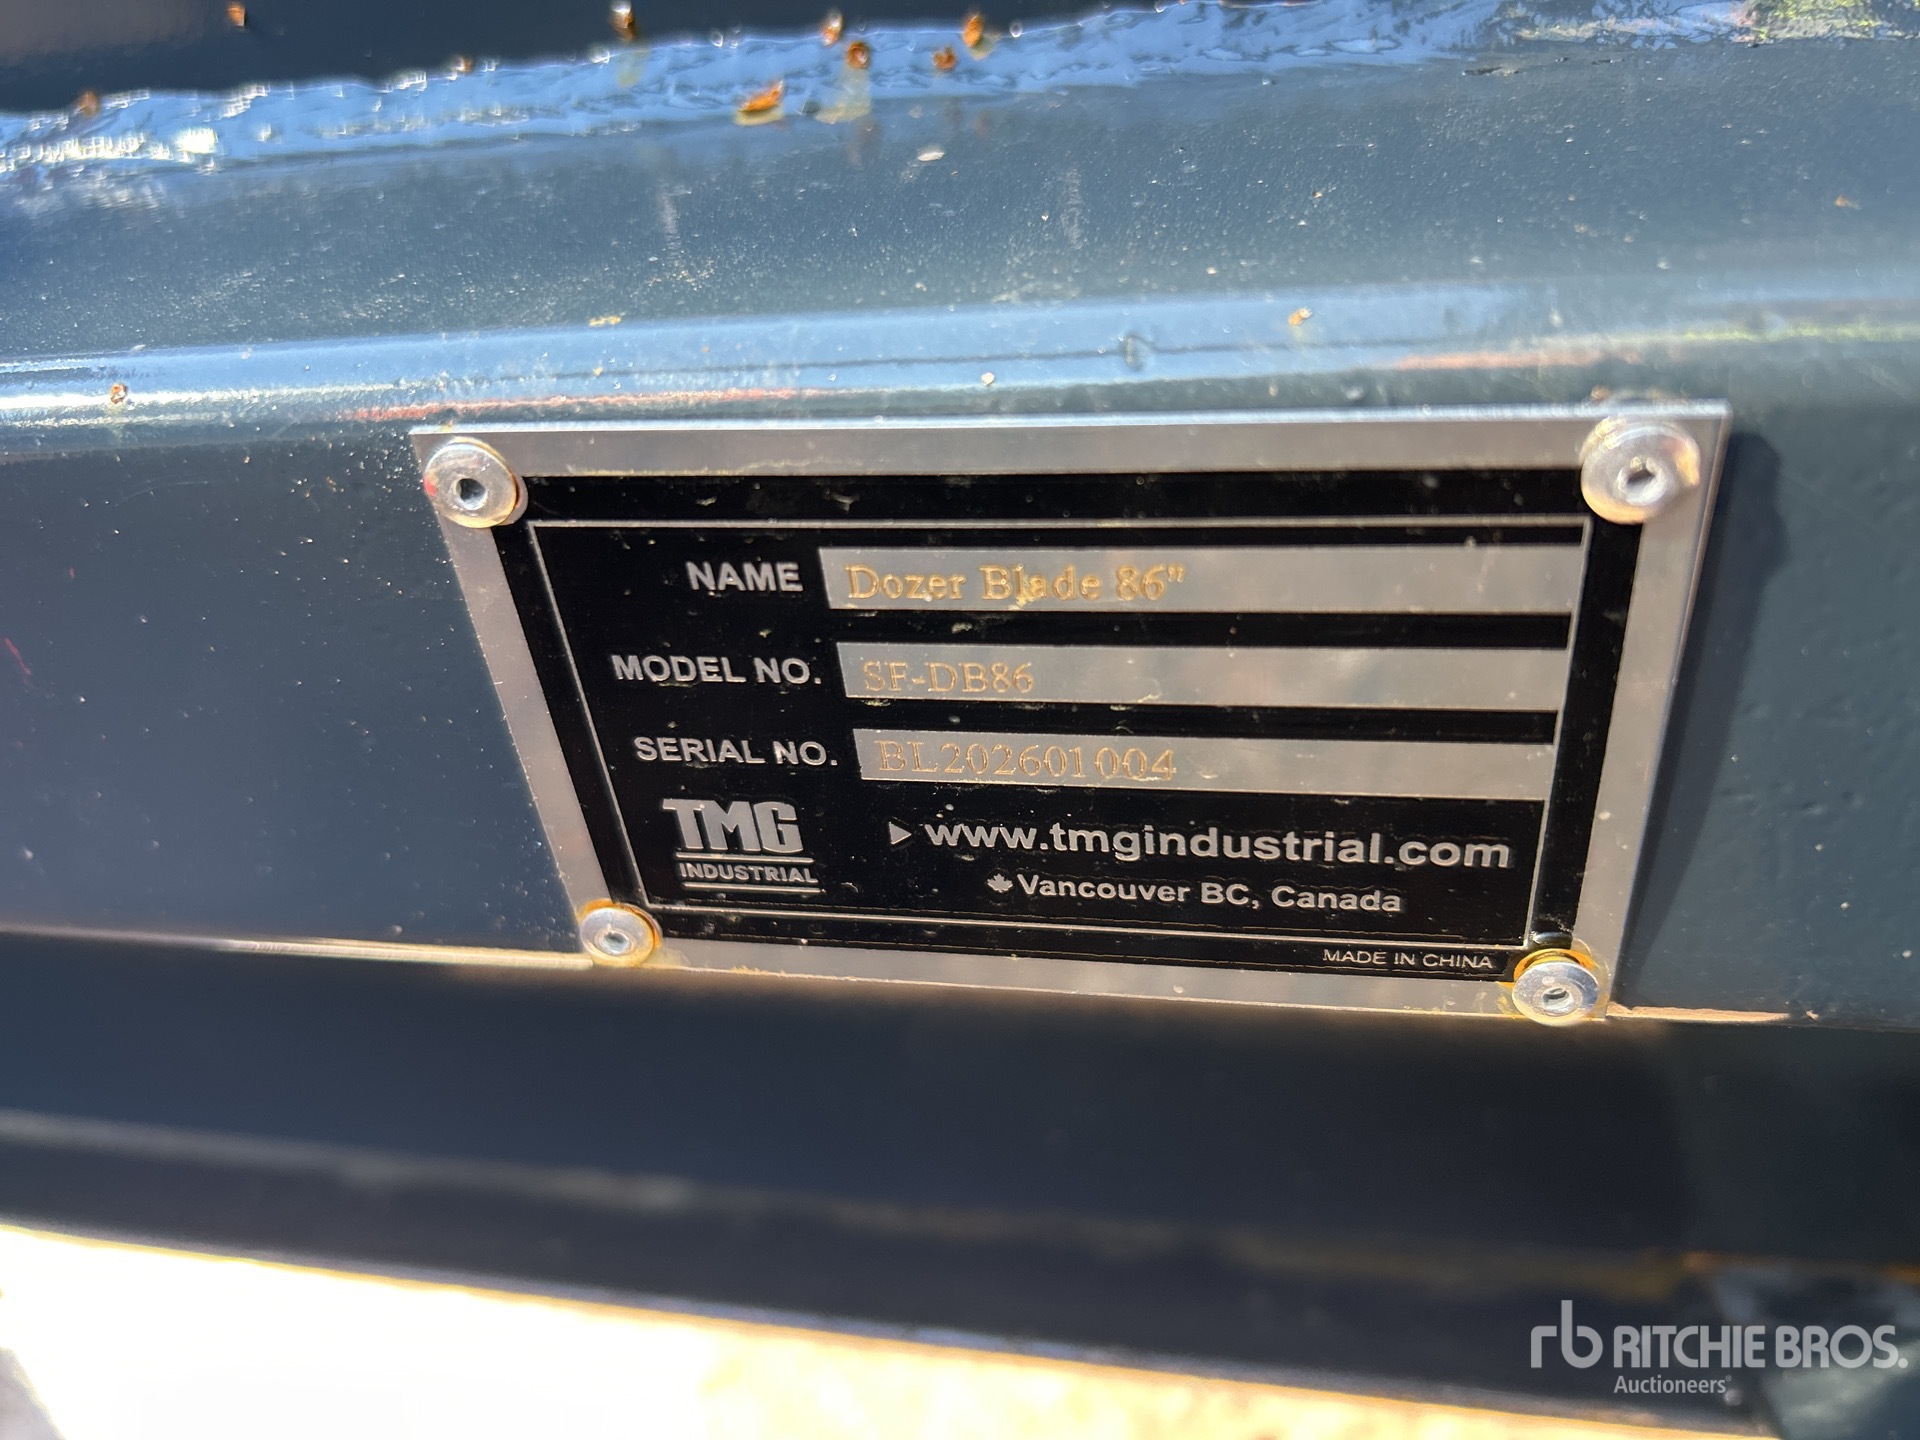 NAME Dozer Blade 86"
MODEL NO. SF-DB86
SERIAL NO. BL202601004
TMG
INDUSTRIAL
www.tmgindustrial.com
Vancouver BC, Canada
MADE IN CHINA
rb RITCHIE BROS.
Auctioneers